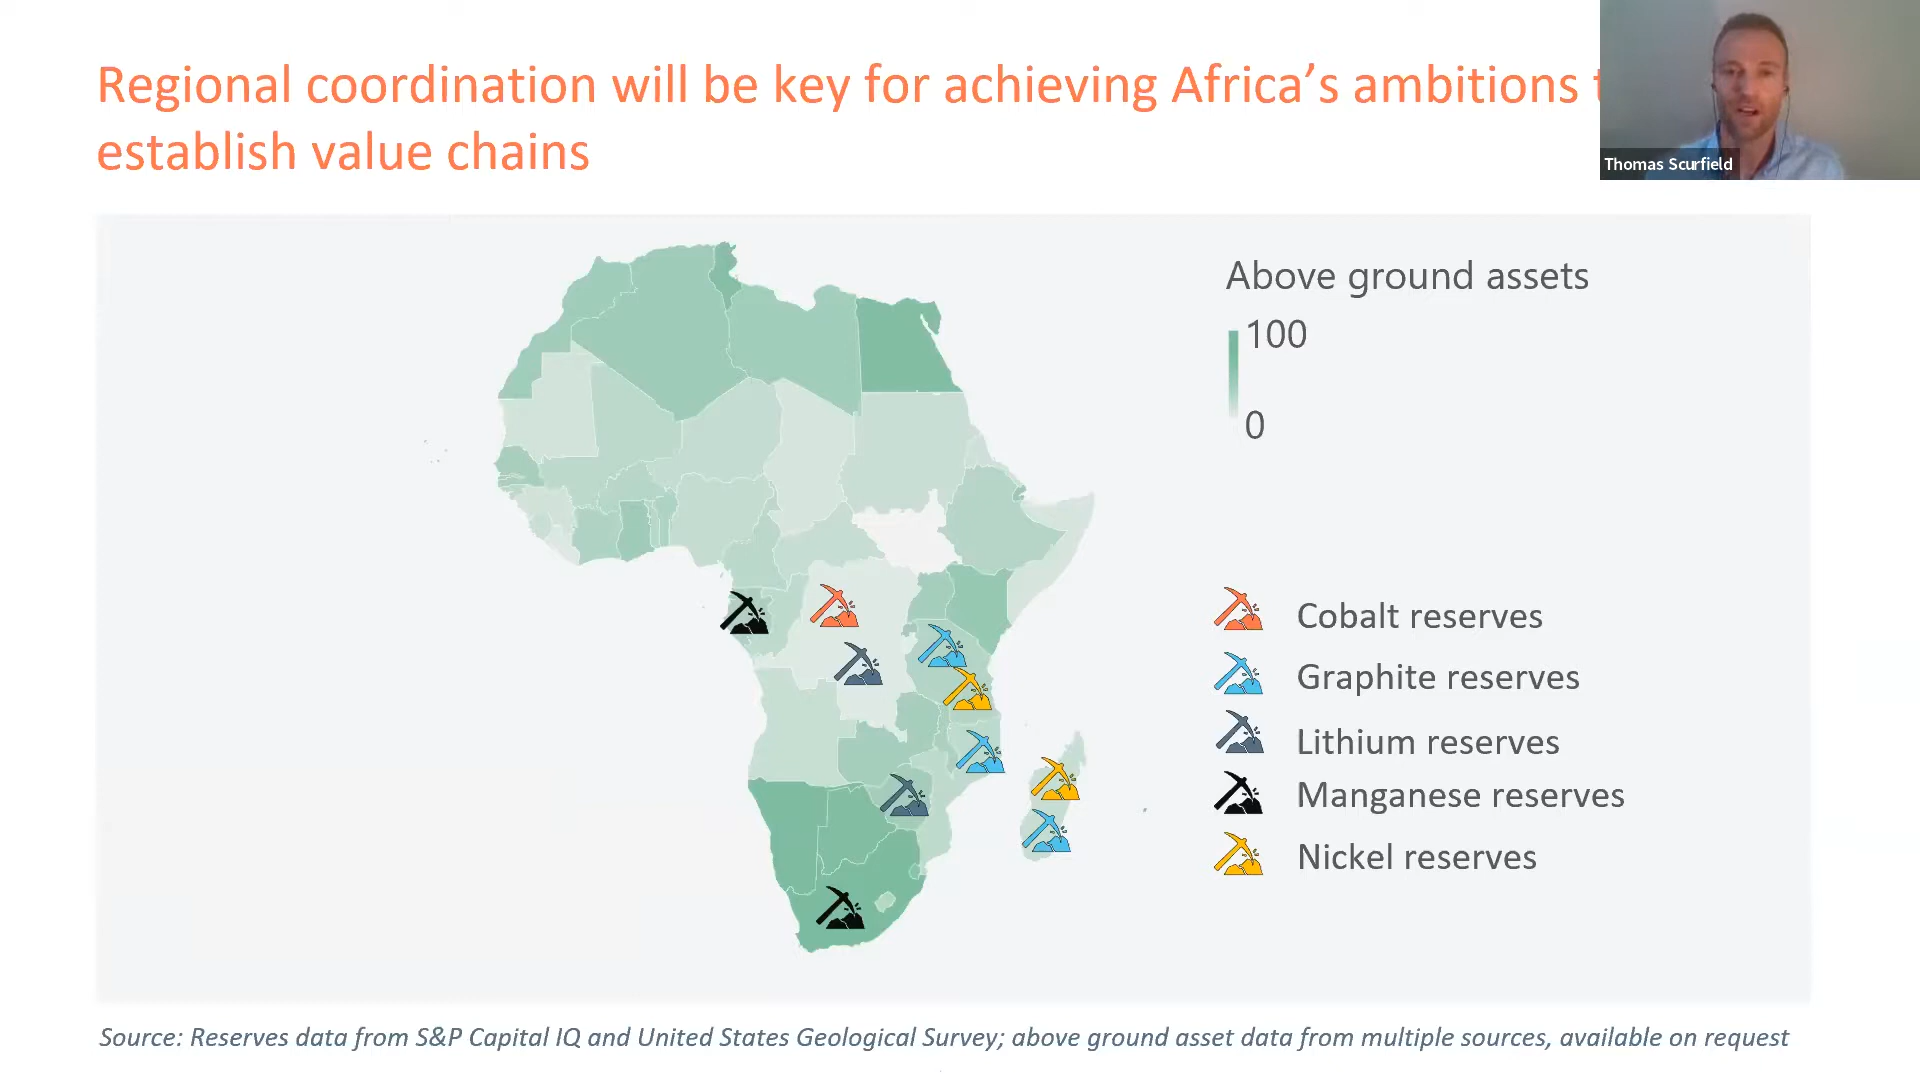 Regional coordination will be key for achieving Africa's ambitions
establish value chains
Thomas Scurfield
Above ground assets
100
0
Cobalt reserves
Graphite reserves
Lithium reserves
Manganese reserves
Nickel reserves
Source: Reserves data from S&P Capital IQ and United States Geological Survey; above ground asset data from multiple sources, available on request